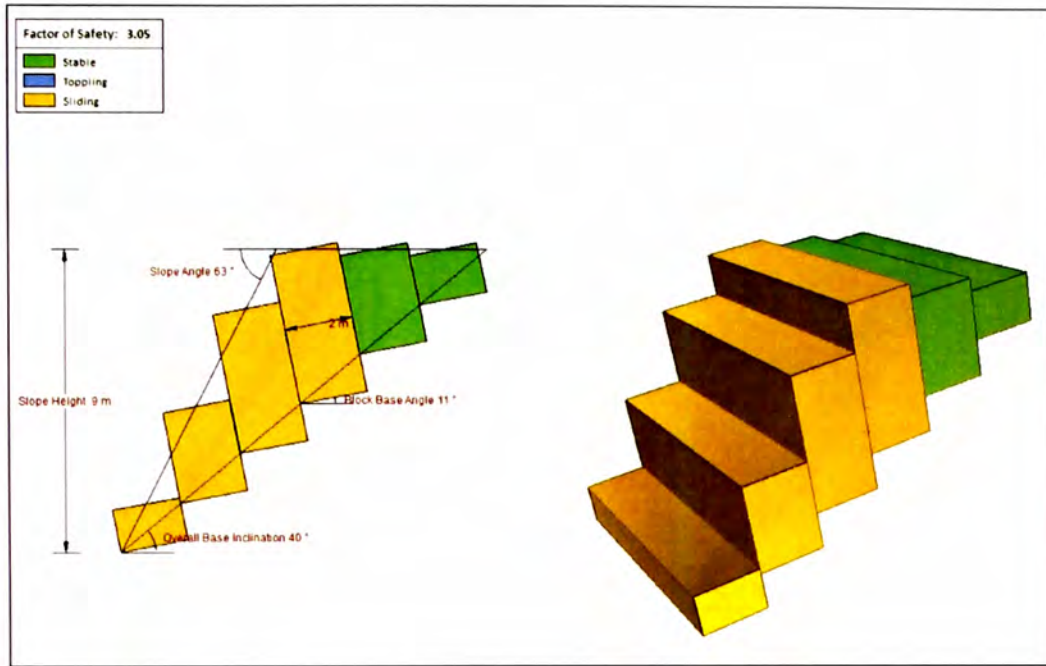 Factor of Safety: 3.05
Stable
Toppling
Sliding
Slope Angle 63 °
2 m
Slope Height 9 m
Block Base Angle 11 °
Overall Base Inclination 40 °